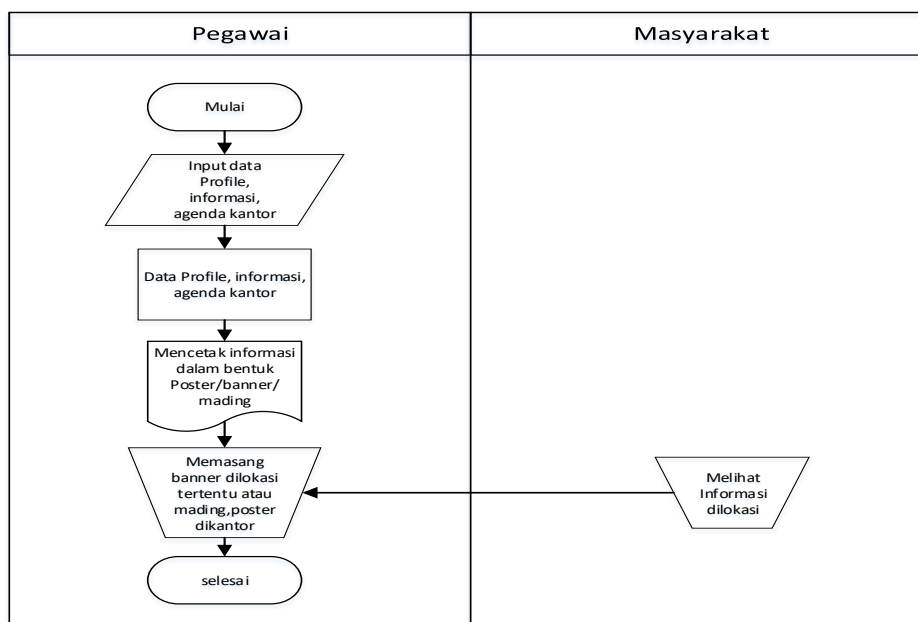 Pegawai
Masyarakat
Mulai
Input data
Profile,
informasi,
agenda kantor
Data Profile, informasi,
agenda kantor
Mencetak informasi
dalam bentuk
Poster/banner/
mading
Memasang
banner dilokasi
tertentu atau
mading,poster
dikantor
Melihat
Informasi
dilokasi
selesai